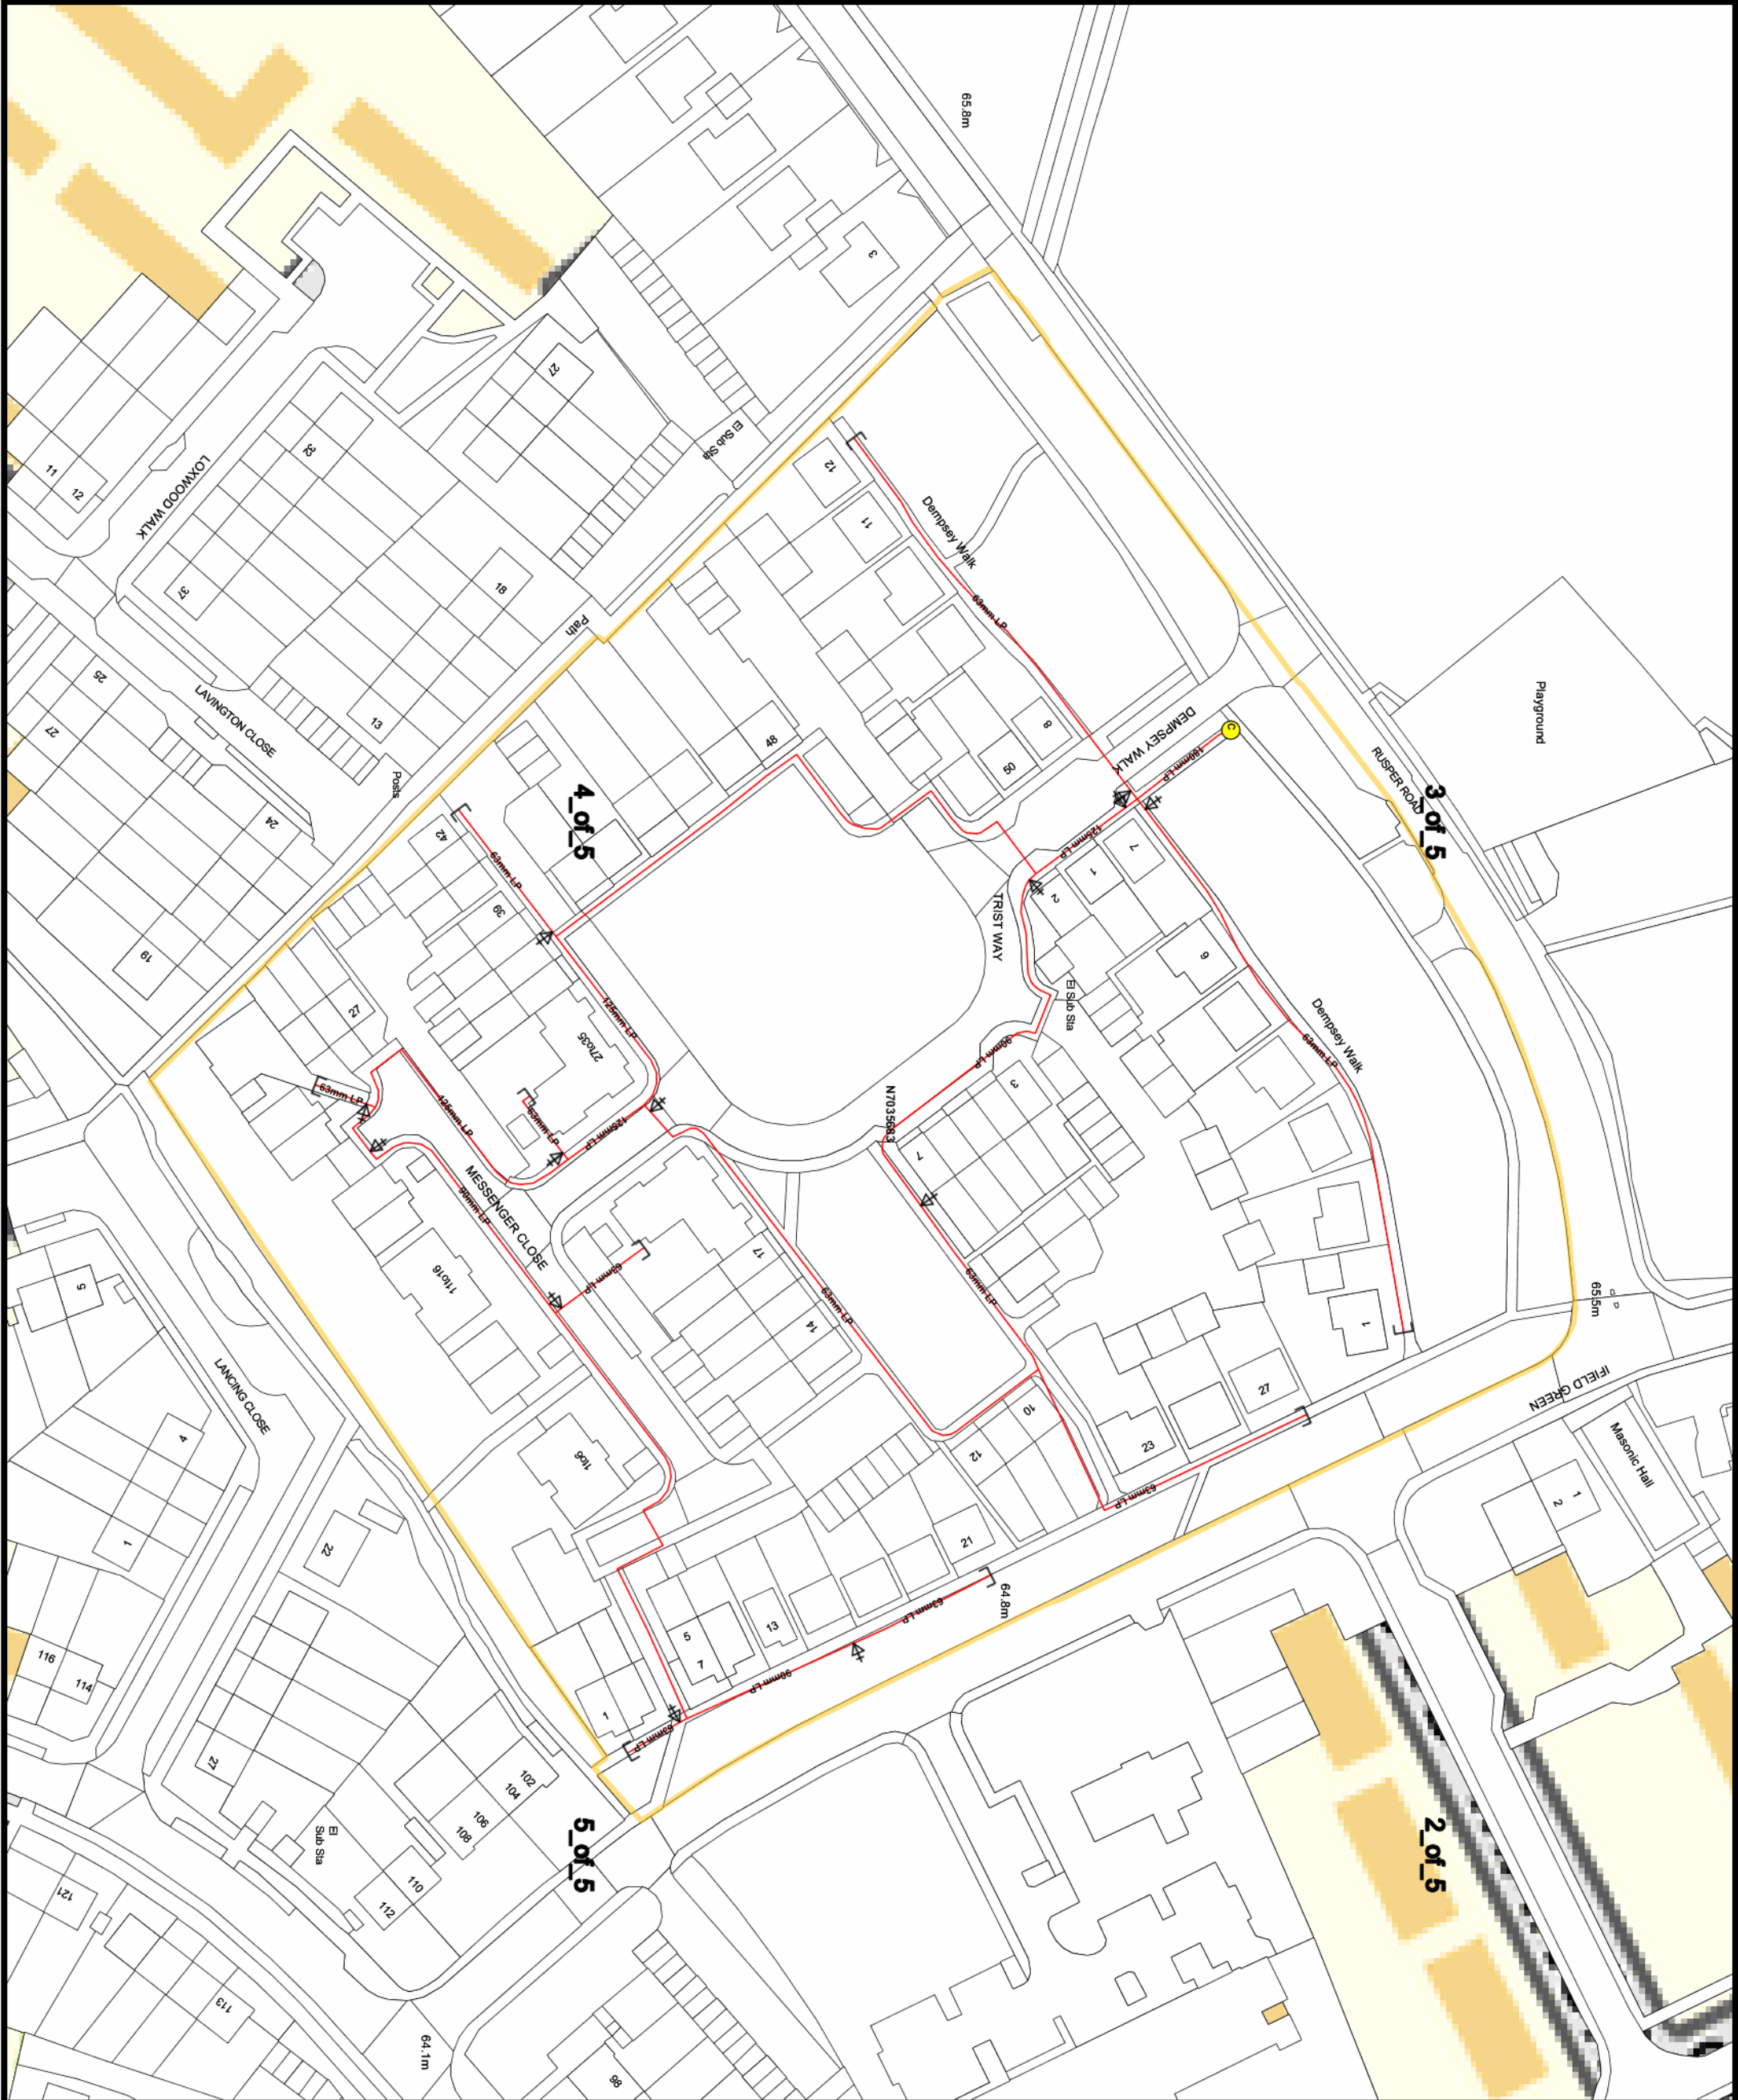 65.8m
3
27
El Sub Sta
32
LOXWOOD WALK
11
12
37
18
Path
25
27
LAVINGTON CLOSE
13
Posts
24
19
12
11
Dempsey Walk
63mm LP
8
50
48
DEMPSEY WALK
180mm LP
C
RUSPER ROAD
3_of_5
Playground
4_of_5
125mm LP
7
1
2
TRIST WAY
El Sub Sta
9
Dempsey Walk
63mm LP
42
63mm LP
39
125mm LP
27to35
27
63mm LP
125mm LP
63mm LP
125mm LP
90mm LP
3
7
N7035683
63mm LP
MESSENGER CLOSE
90mm LP
11to16
63mm LP
17
14
63mm LP
1to6
10
12
23
27
1
65.5m
IFIELD GREEN
Masonic Hall
1
2
63mm LP
21
64.8m
63mm LP
13
5
7
90mm LP
1
63mm LP
5
LANCING CLOSE
4
1
22
116
114
27
102
104
106
108
110
112
El
Sub Sta
5_of_5
2_of_5
121
113
64.1m
98